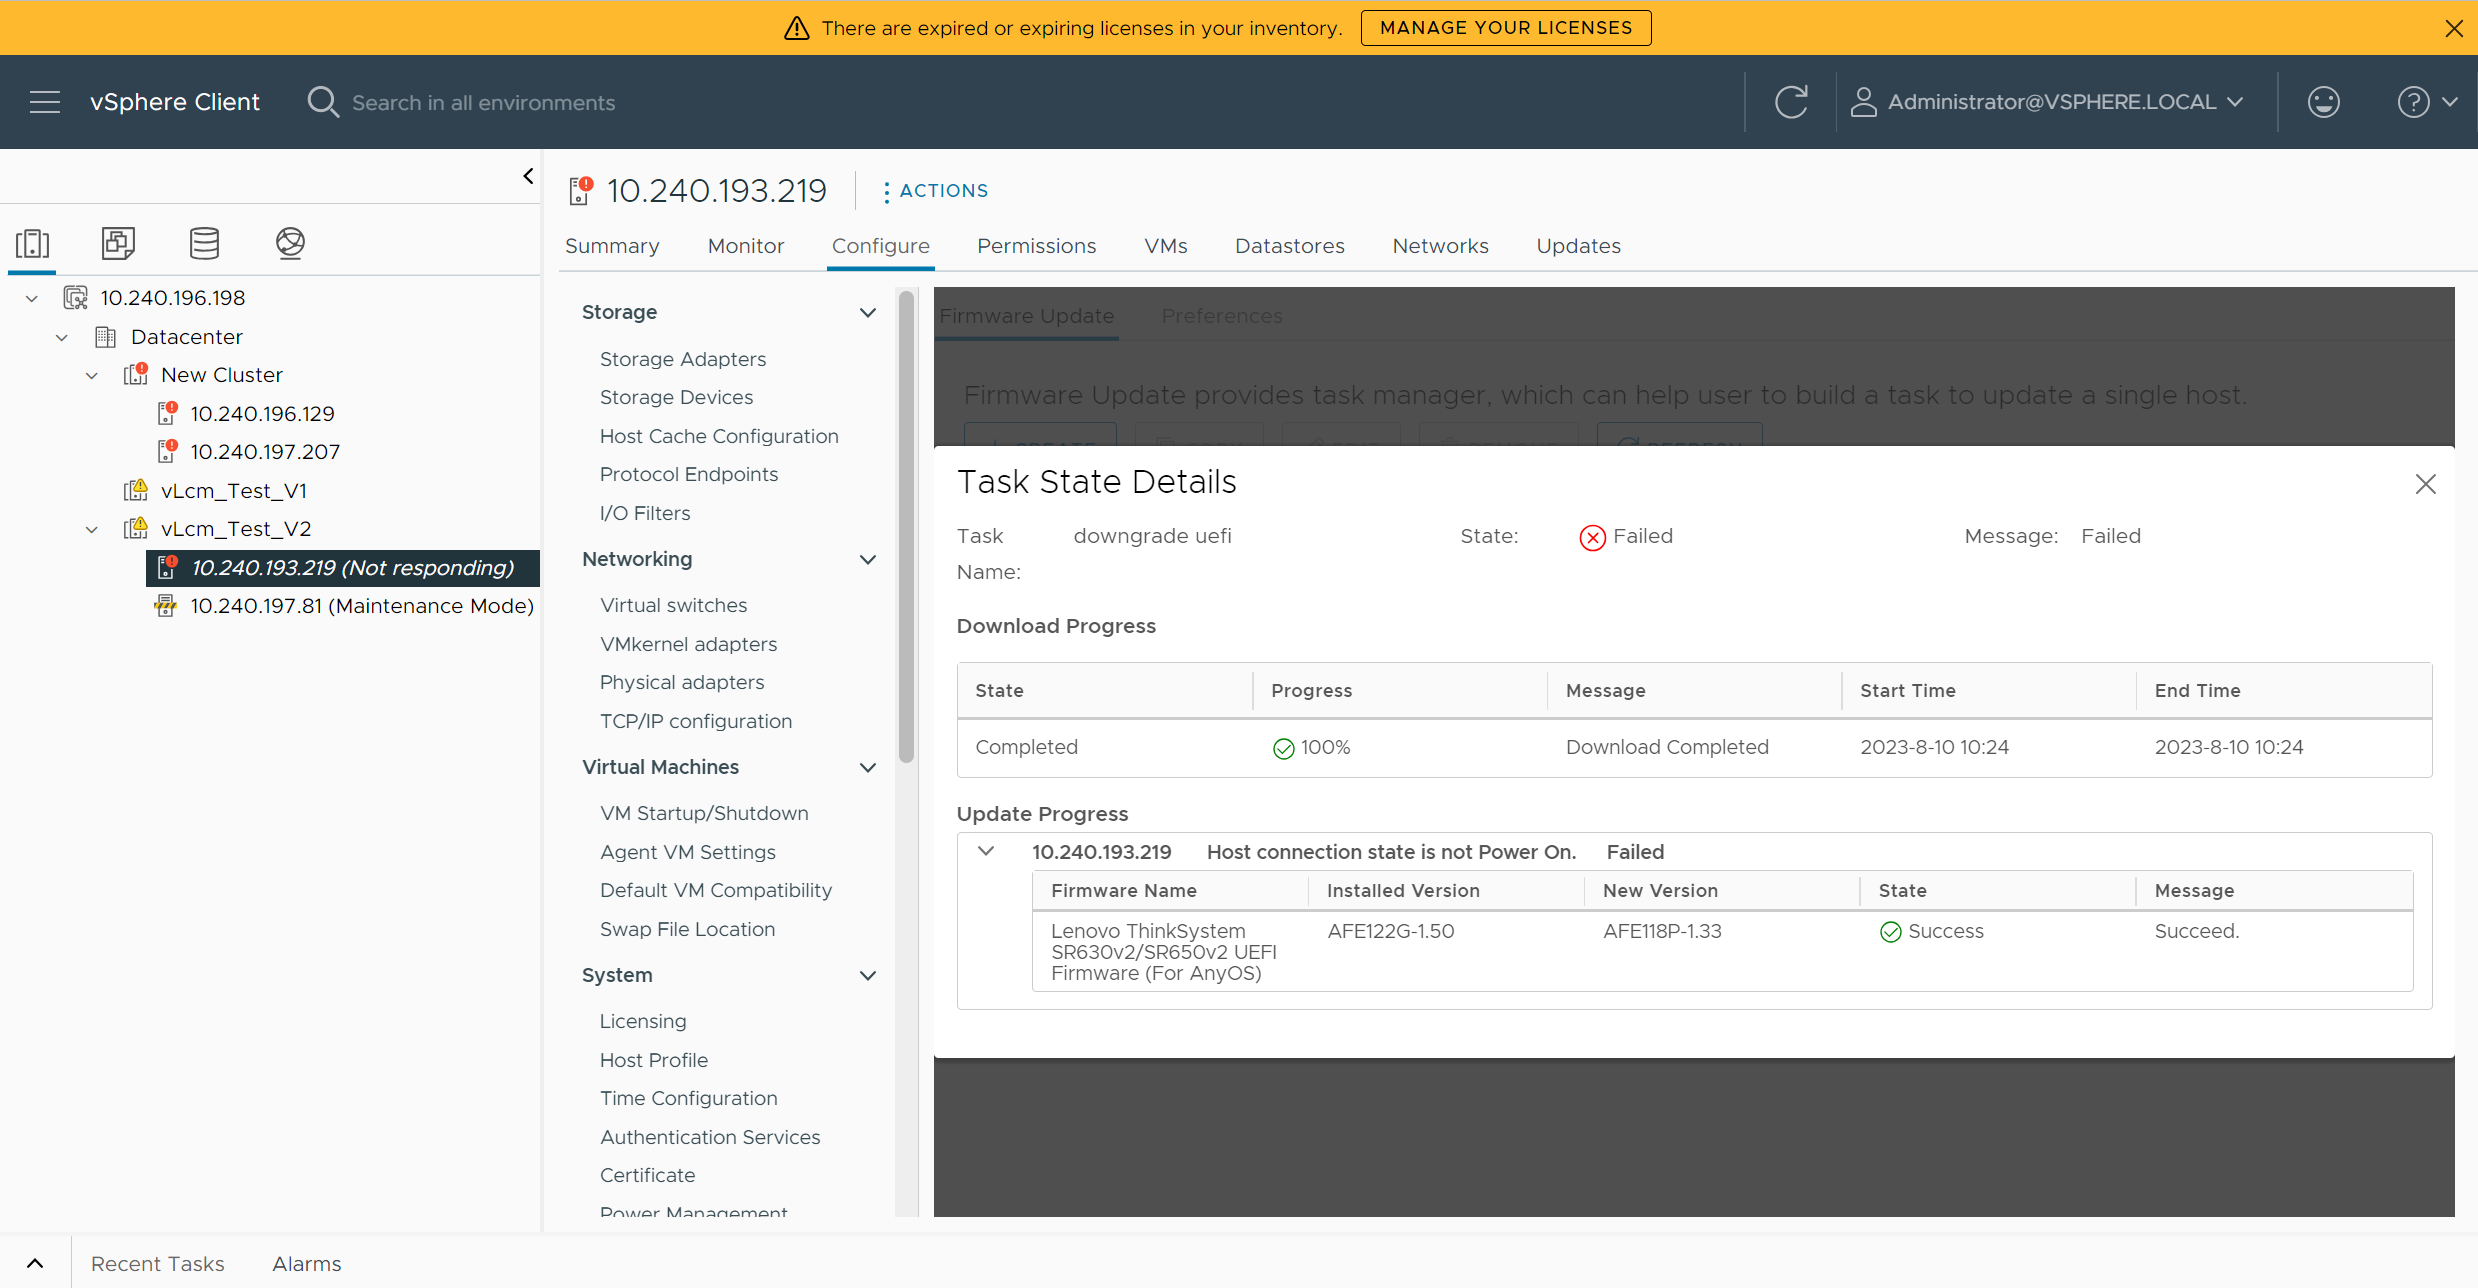 There are expired or expiring licenses in your inventory. MANAGE YOUR LICENSES
vSphere Client Search in all environments Administrator@VSPHERE.LOCAL
10.240.196.198
Datacenter
New Cluster
10.240.196.129
10.240.197.207
vLcm_Test_V1
vLcm_Test_V2
10.240.193.219 (Not responding)
10.240.197.81 (Maintenance Mode)
10.240.193.219 ACTIONS
Summary Monitor Configure Permissions VMs Datastores Networks Updates
Storage
Storage Adapters
Storage Devices
Host Cache Configuration
Protocol Endpoints
I/O Filters
Networking
Virtual switches
VMkernel adapters
Physical adapters
TCP/IP configuration
Virtual Machines
VM Startup/Shutdown
Agent VM Settings
Default VM Compatibility
Swap File Location
System
Licensing
Host Profile
Time Configuration
Authentication Services
Certificate
Power Management
Firmware Update Preferences
Firmware Update provides task manager, which can help user to build a task to update a single host.
CREATE REFRESH
Task State Details
Task Name: downgrade uefi State: Failed Message: Failed
Download Progress
State Progress Message Start Time End Time
Completed 100% Download Completed 2023-8-10 10:24 2023-8-10 10:24
Update Progress
10.240.193.219 Host connection state is not Power On. Failed
Firmware Name Installed Version New Version State Message
Lenovo ThinkSystem AFE122G-1.50 AFE118P-1.33 Success Succeed.
SR630v2/SR650v2 UEFI
Firmware (For AnyOS)
Recent Tasks Alarms